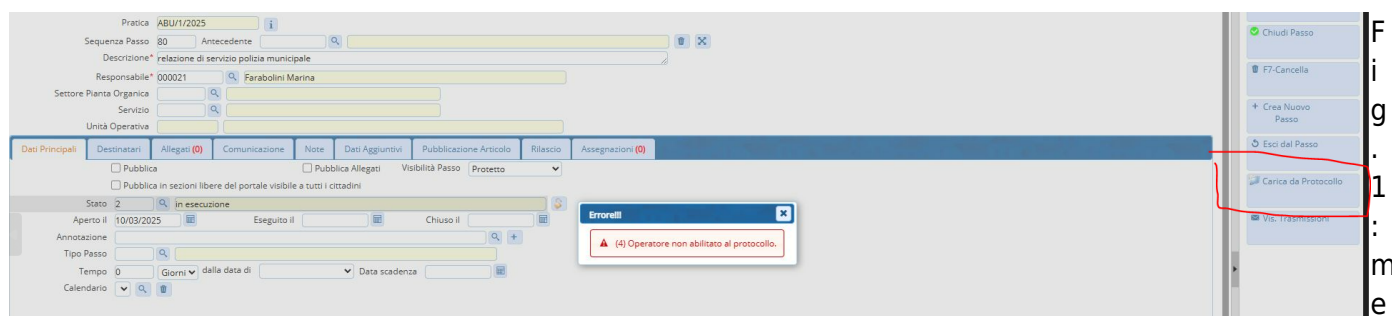 Pratica ABU/1/2025 i
Sequenza Passo 80 Antecedente
Descrizione* relazione di servizio polizia municipale
Responsabile* 000021 Farabolini Marina
Settore Pianta Organica
Servizio
Unità Operativa
Dati Principali Destinatari Allegati (0) Comunicazione Note Dati Aggiuntivi Pubblicazione Articolo Rilascio Assegnazioni (0)
Pubblica Pubblica Allegati Visibilità Passo Protetto
Pubblica in sezioni libere del portale visibile a tutti i cittadini
Stato 2 in esecuzione
Aperto il 10/03/2025 Eseguito il Chiuso il
Annotazione
Tipo Passo
Tempo 0 Giorni dalla data di Data scadenza
Calendario
Errore!!!
(4) Operatore non abilitato al protocollo.
Chiudi Passo
F7-Cancella
+ Crea Nuovo
Passo
Esci dal Passo
Carica da Protocollo
Vis. Trasmissioni
F
i
g
.
1
:
m
e